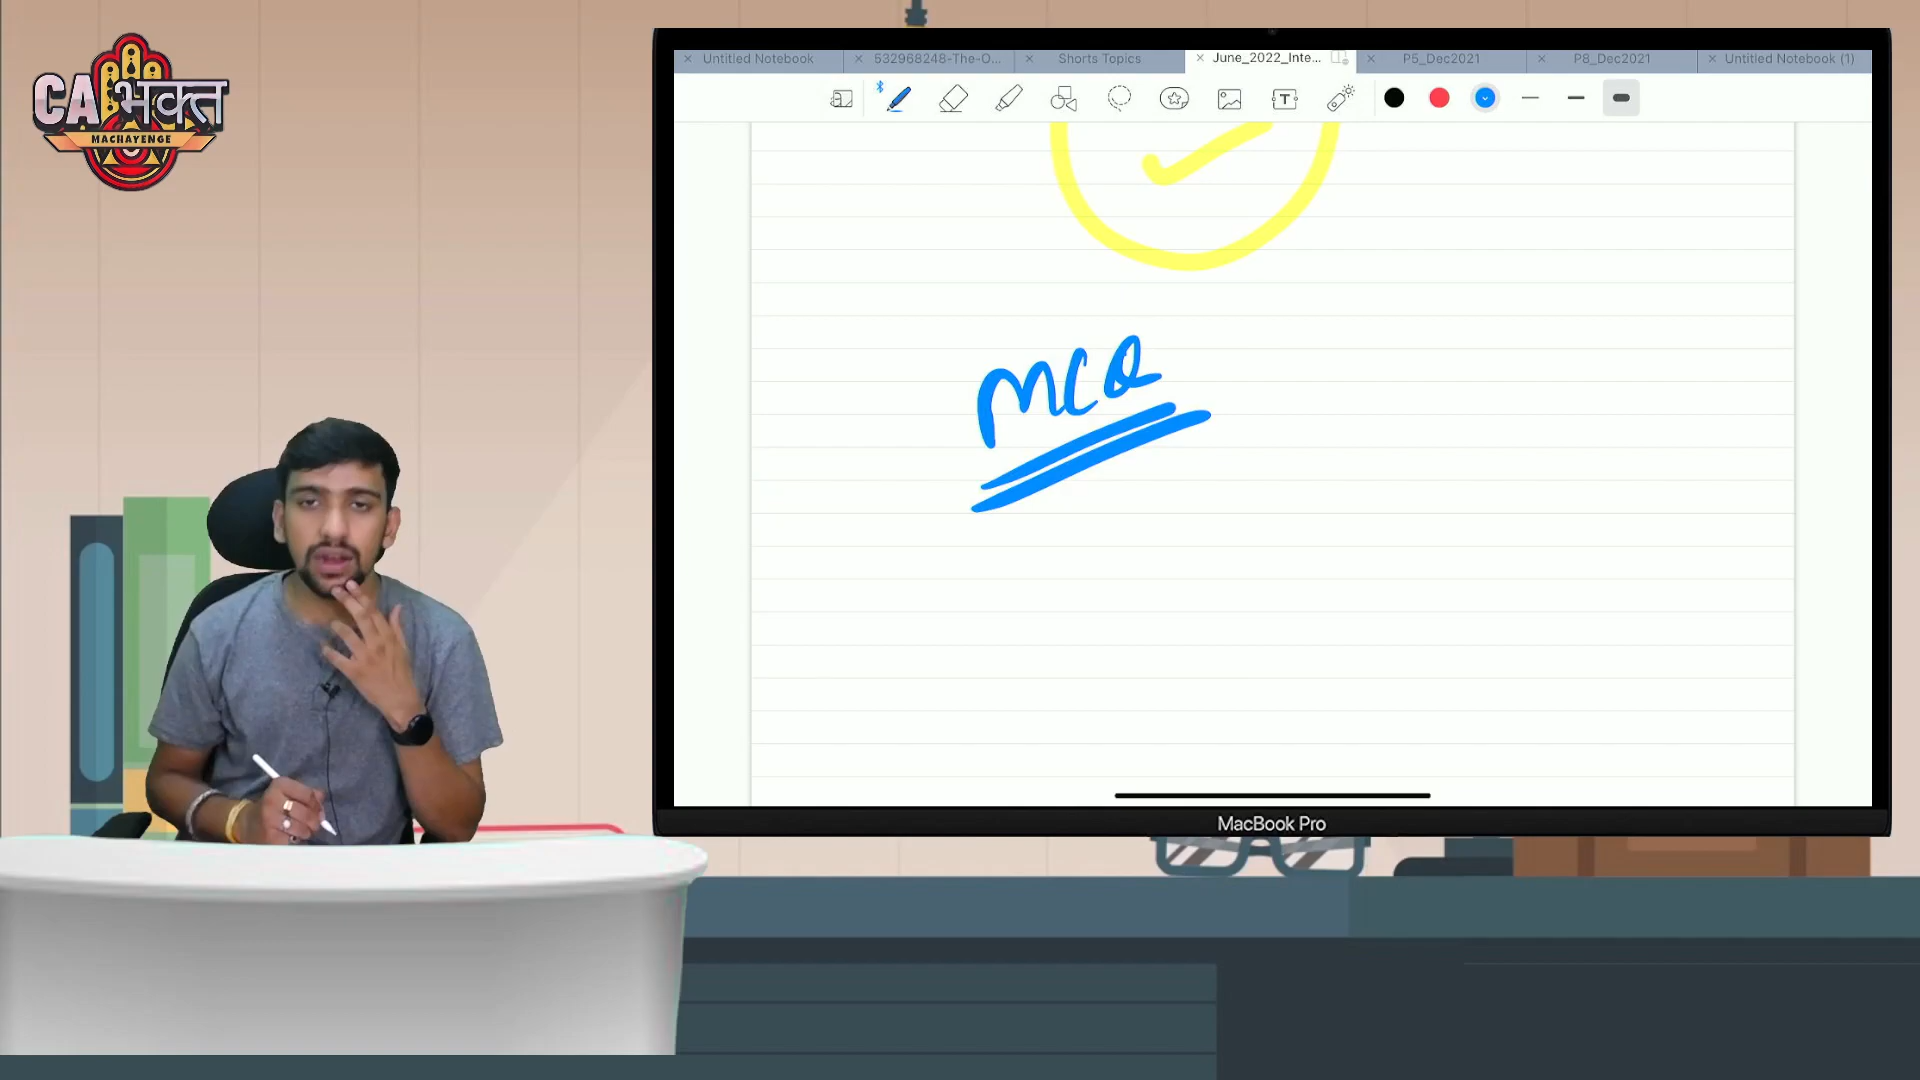 CA भक्त
MACHAYENGE
Untitled Notebook
532968248-The-O...
Shorts Topics
June_2022_Inte...
P5_Dec2021
P8_Dec2021
Untitled Notebook (1)
T
MCQ
MacBook Pro